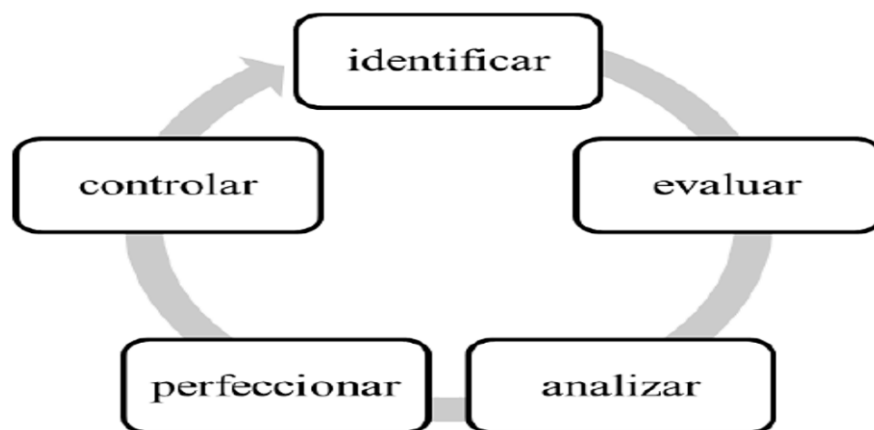 identificar
evaluar
analizar
perfeccionar
controlar